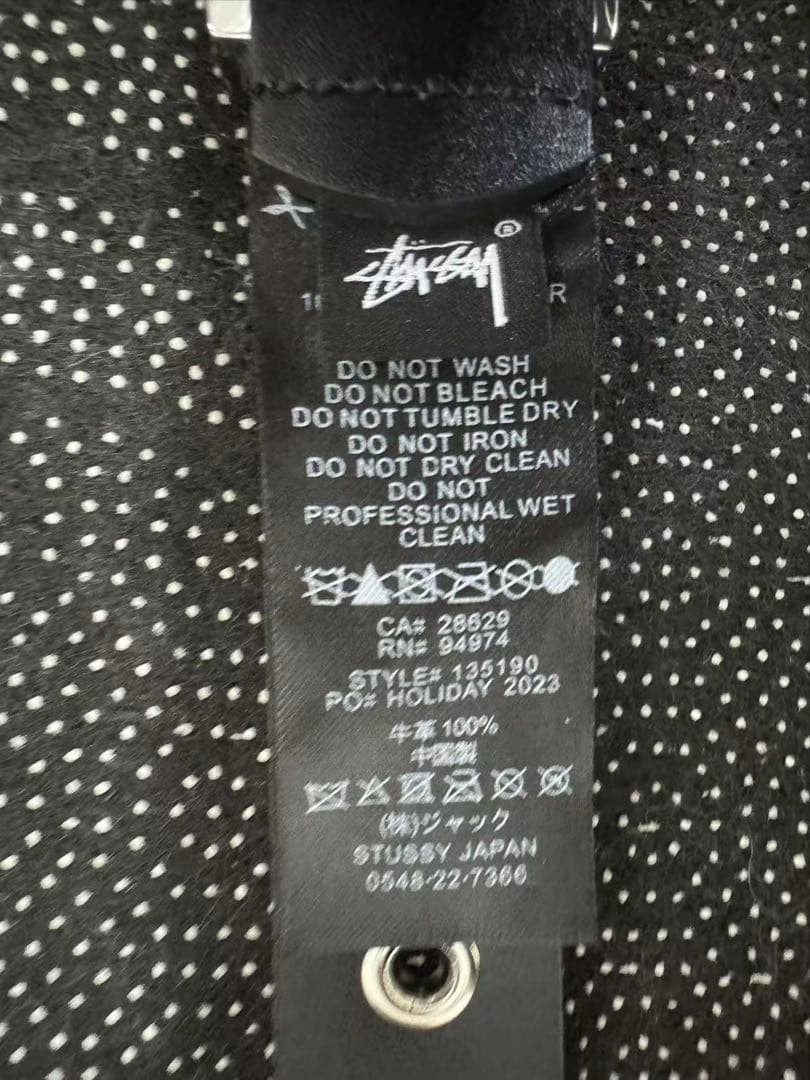 STÜSSY®
R
DO NOT WASH
DO NOT BLEACH
DO NOT TUMBLE DRY
DO NOT IRON
DO NOT DRY CLEAN
DO NOT
PROFESSIONAL WET
CLEAN
CA# 28629
RN# 94974
STYLE# 135190
PO# HOLIDAY 2023
牛革 100%
中国製
(株)ジャック
STUSSY JAPAN
0548-22-7366